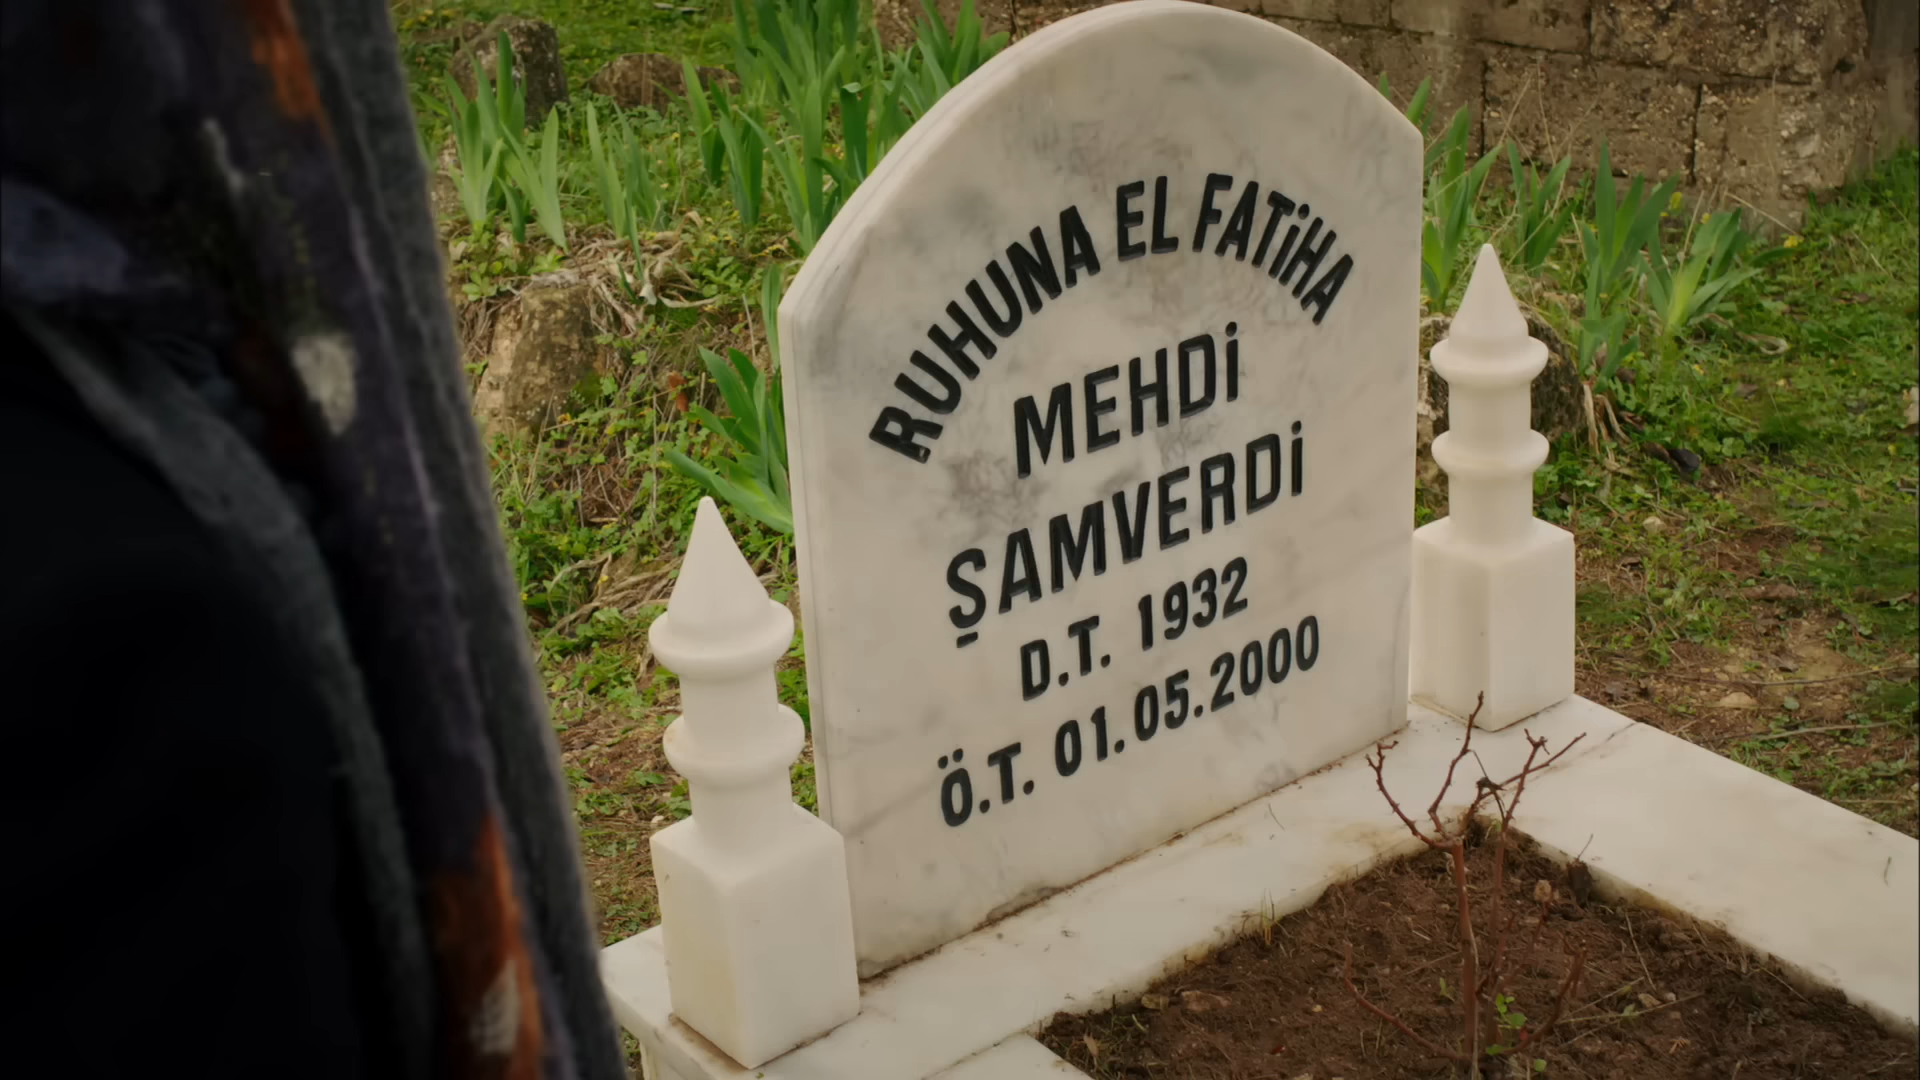 RUHUNA EL FATiHA
MEHDi
ŞAMVERDi
D.T. 1932
Ö.T. 01.05.2000